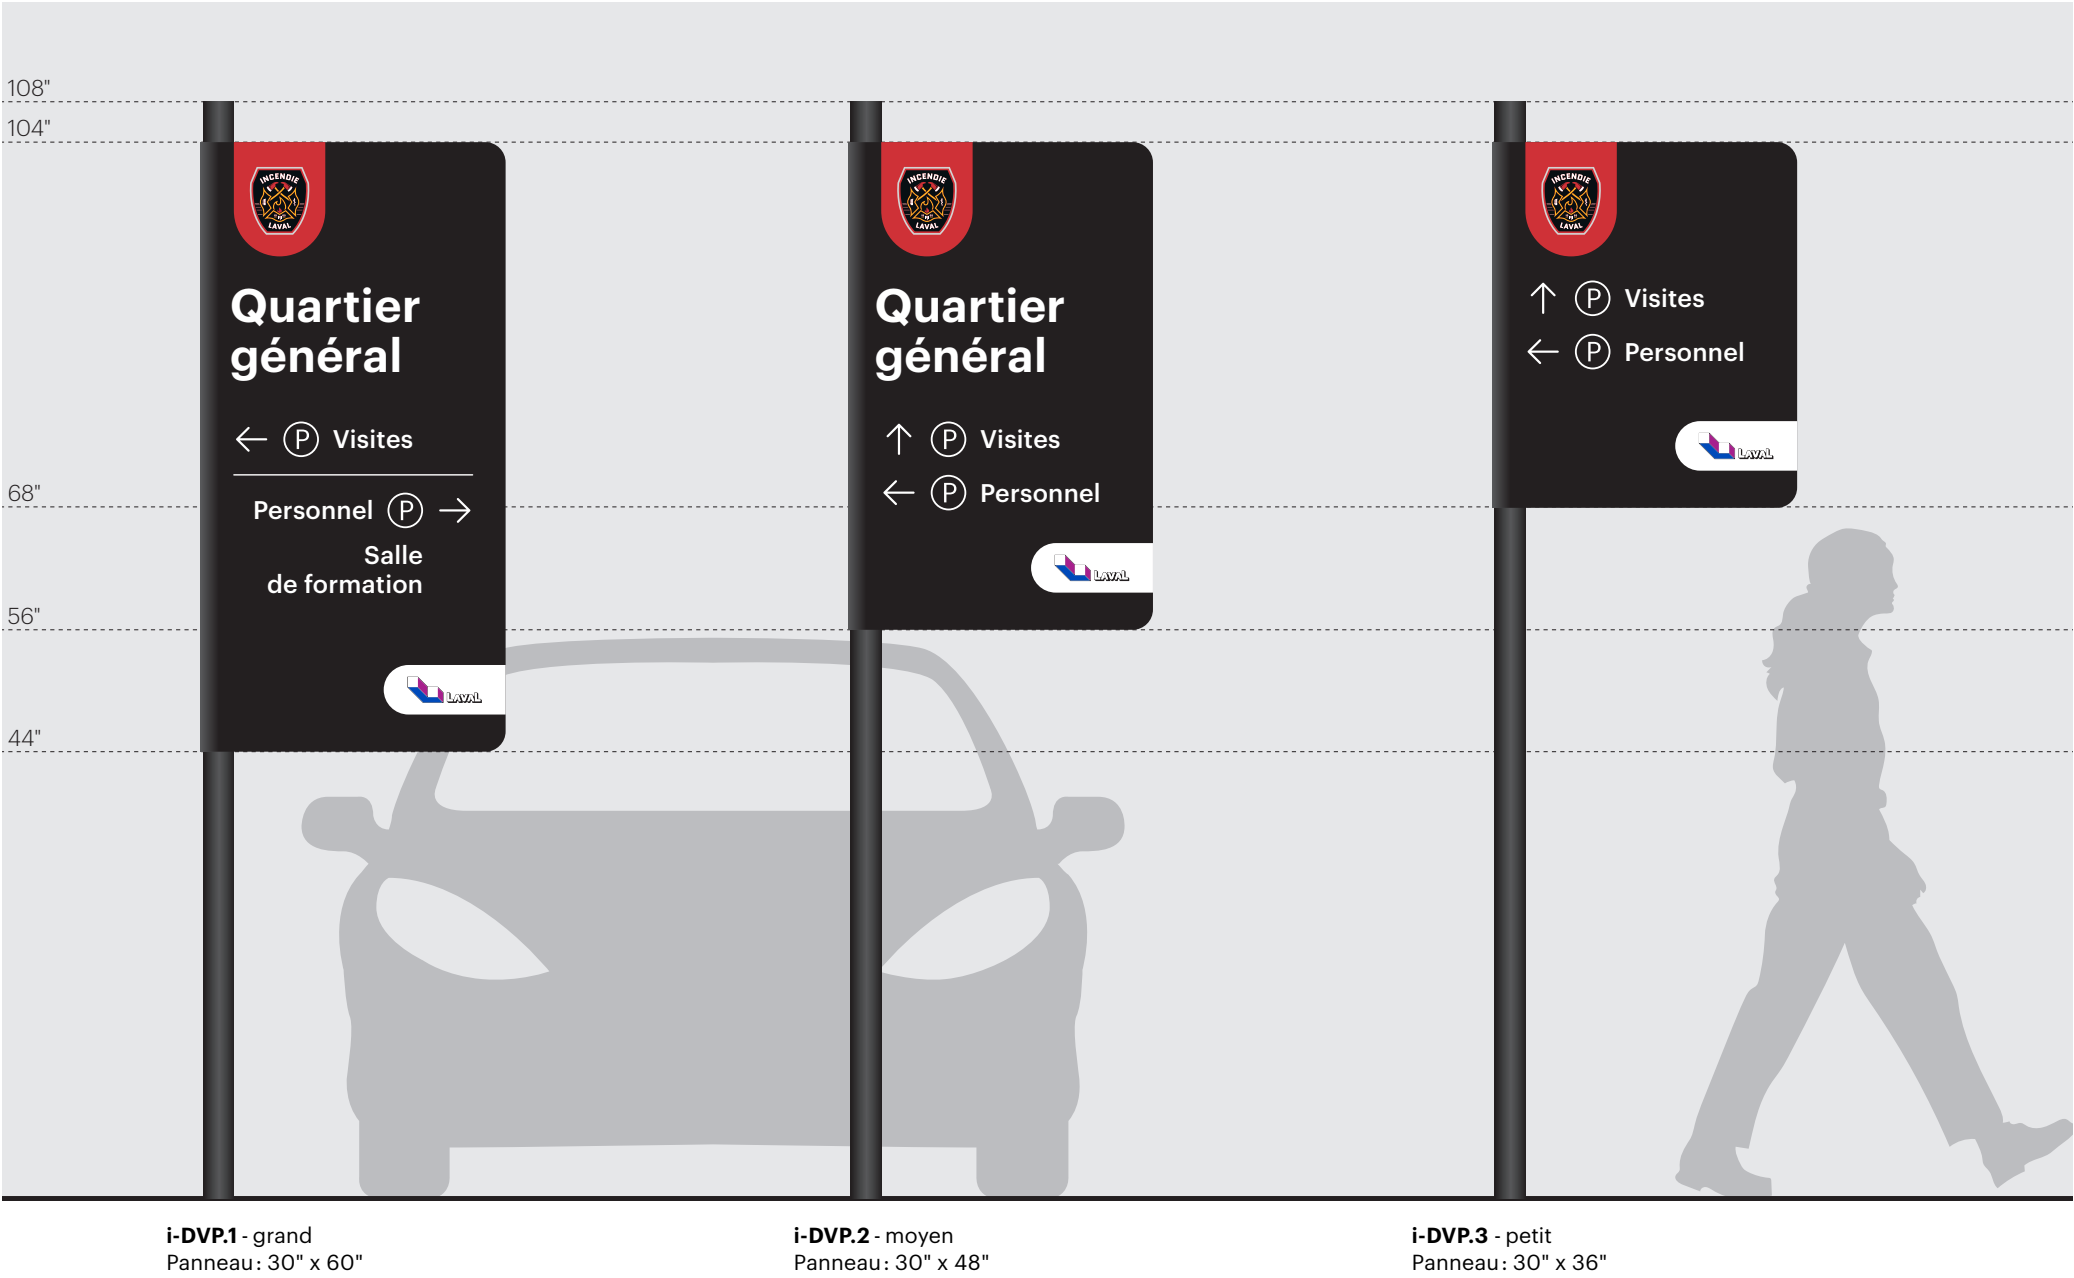 108"
104"
68"
56"
44"
INCENDIE
LAVAL
Quartier
général
← P Visites
Personnel P →
Salle
de formation
LAVAL
INCENDIE
LAVAL
Quartier
général
↑ P Visites
← P Personnel
LAVAL
INCENDIE
LAVAL
↑ P Visites
← P Personnel
LAVAL
i-DVP.1 - grand
Panneau : 30" x 60"
i-DVP.2 - moyen
Panneau : 30" x 48"
i-DVP.3 - petit
Panneau : 30" x 36"